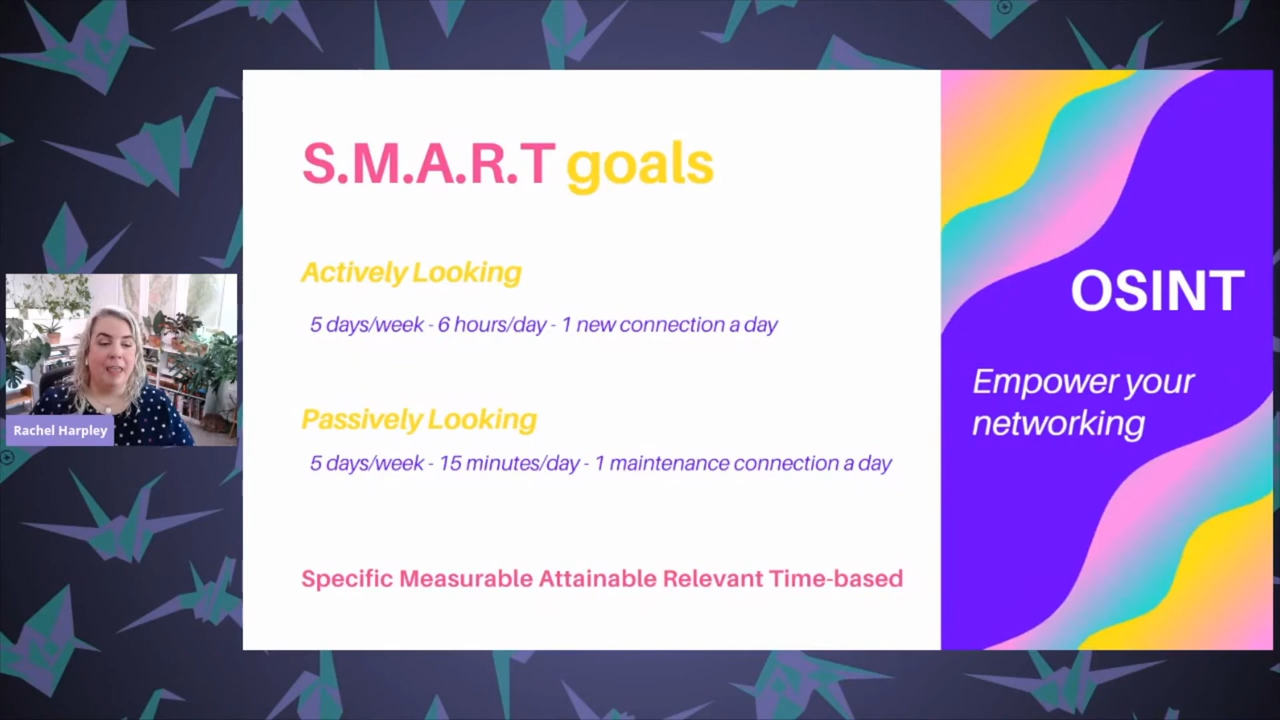 S.M.A.R.T goals
Actively Looking
5 days/week - 6 hours/day - 1 new connection a day
Passively Looking
5 days/week - 15 minutes/day - 1 maintenance connection a day
Specific Measurable Attainable Relevant Time-based
OSINT
Empower your
networking
Rachel Harpley